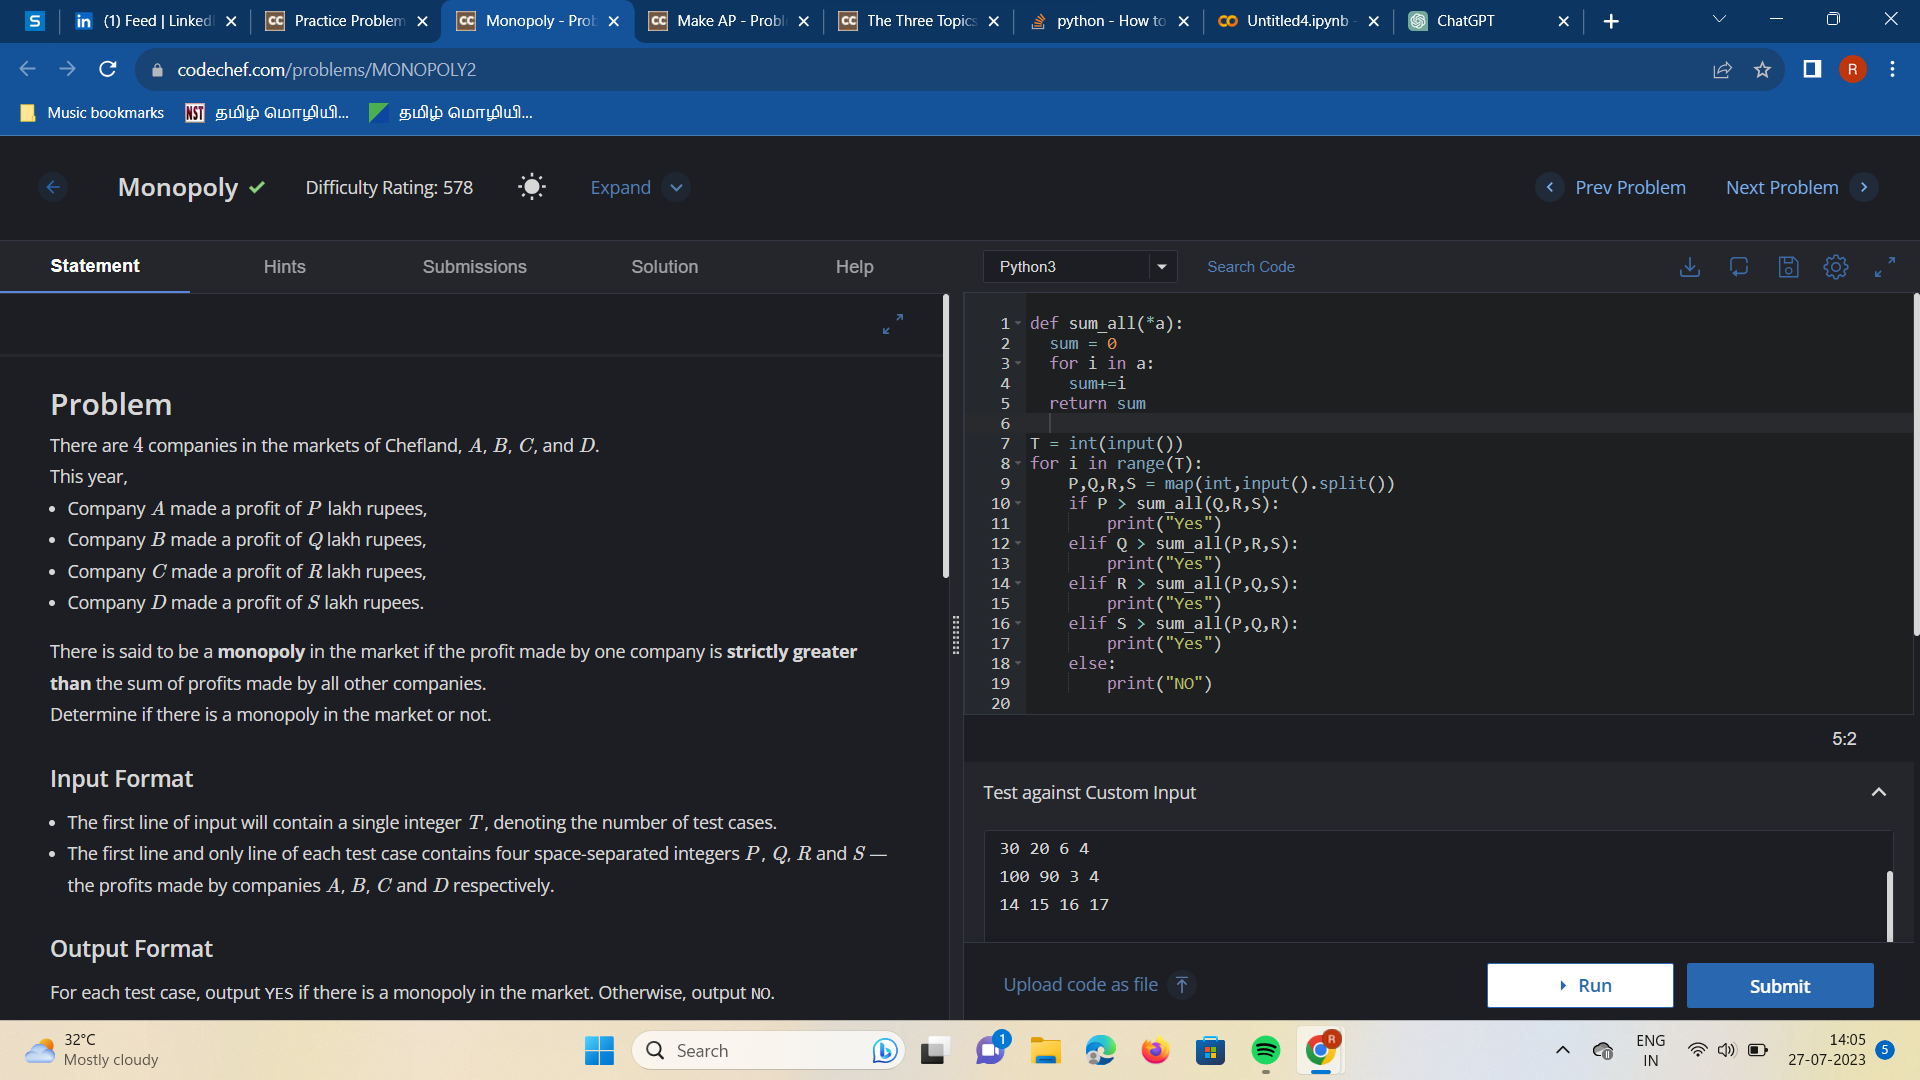 (1) Feed | Linked
Practice Problem
Monopoly - Prob
Make AP - Probl
The Three Topics
python - How to
Untitled4.ipynb -
ChatGPT
codechef.com/problems/MONOPOLY2
R
Music bookmarks
NST தமிழ் மொழியி...
தமிழ் மொழியி...
Monopoly
Difficulty Rating: 578
Expand
Prev Problem
Next Problem
Statement
Hints
Submissions
Solution
Help
Python3
Search Code
Problem
There are 4 companies in the markets of Chefland, A, B, C, and D.
This year,
• Company A made a profit of P lakh rupees,
• Company B made a profit of Q lakh rupees,
• Company C made a profit of R lakh rupees,
• Company D made a profit of S lakh rupees.
There is said to be a monopoly in the market if the profit made by one company is strictly greater
than the sum of profits made by all other companies.
Determine if there is a monopoly in the market or not.
Input Format
• The first line of input will contain a single integer T, denoting the number of test cases.
• The first line and only line of each test case contains four space-separated integers P, Q, R and S —
the profits made by companies A, B, C and D respectively.
Output Format
For each test case, output YES if there is a monopoly in the market. Otherwise, output NO.
1 def sum_all(*a):
2   sum = 0
3   for i in a:
4     sum+=i
5   return sum
6
7 T = int(input())
8 for i in range(T):
9     P,Q,R,S = map(int,input().split())
10     if P > sum_all(Q,R,S):
11         print("Yes")
12     elif Q > sum_all(P,R,S):
13         print("Yes")
14     elif R > sum_all(P,Q,S):
15         print("Yes")
16     elif S > sum_all(P,Q,R):
17         print("Yes")
18     else:
19         print("NO")
20
5:2
Test against Custom Input
30 20 6 4
100 90 3 4
14 15 16 17
Upload code as file
Run
Submit
32°C
Mostly cloudy
Search
1
R
ENG
IN
14:05
27-07-2023
5